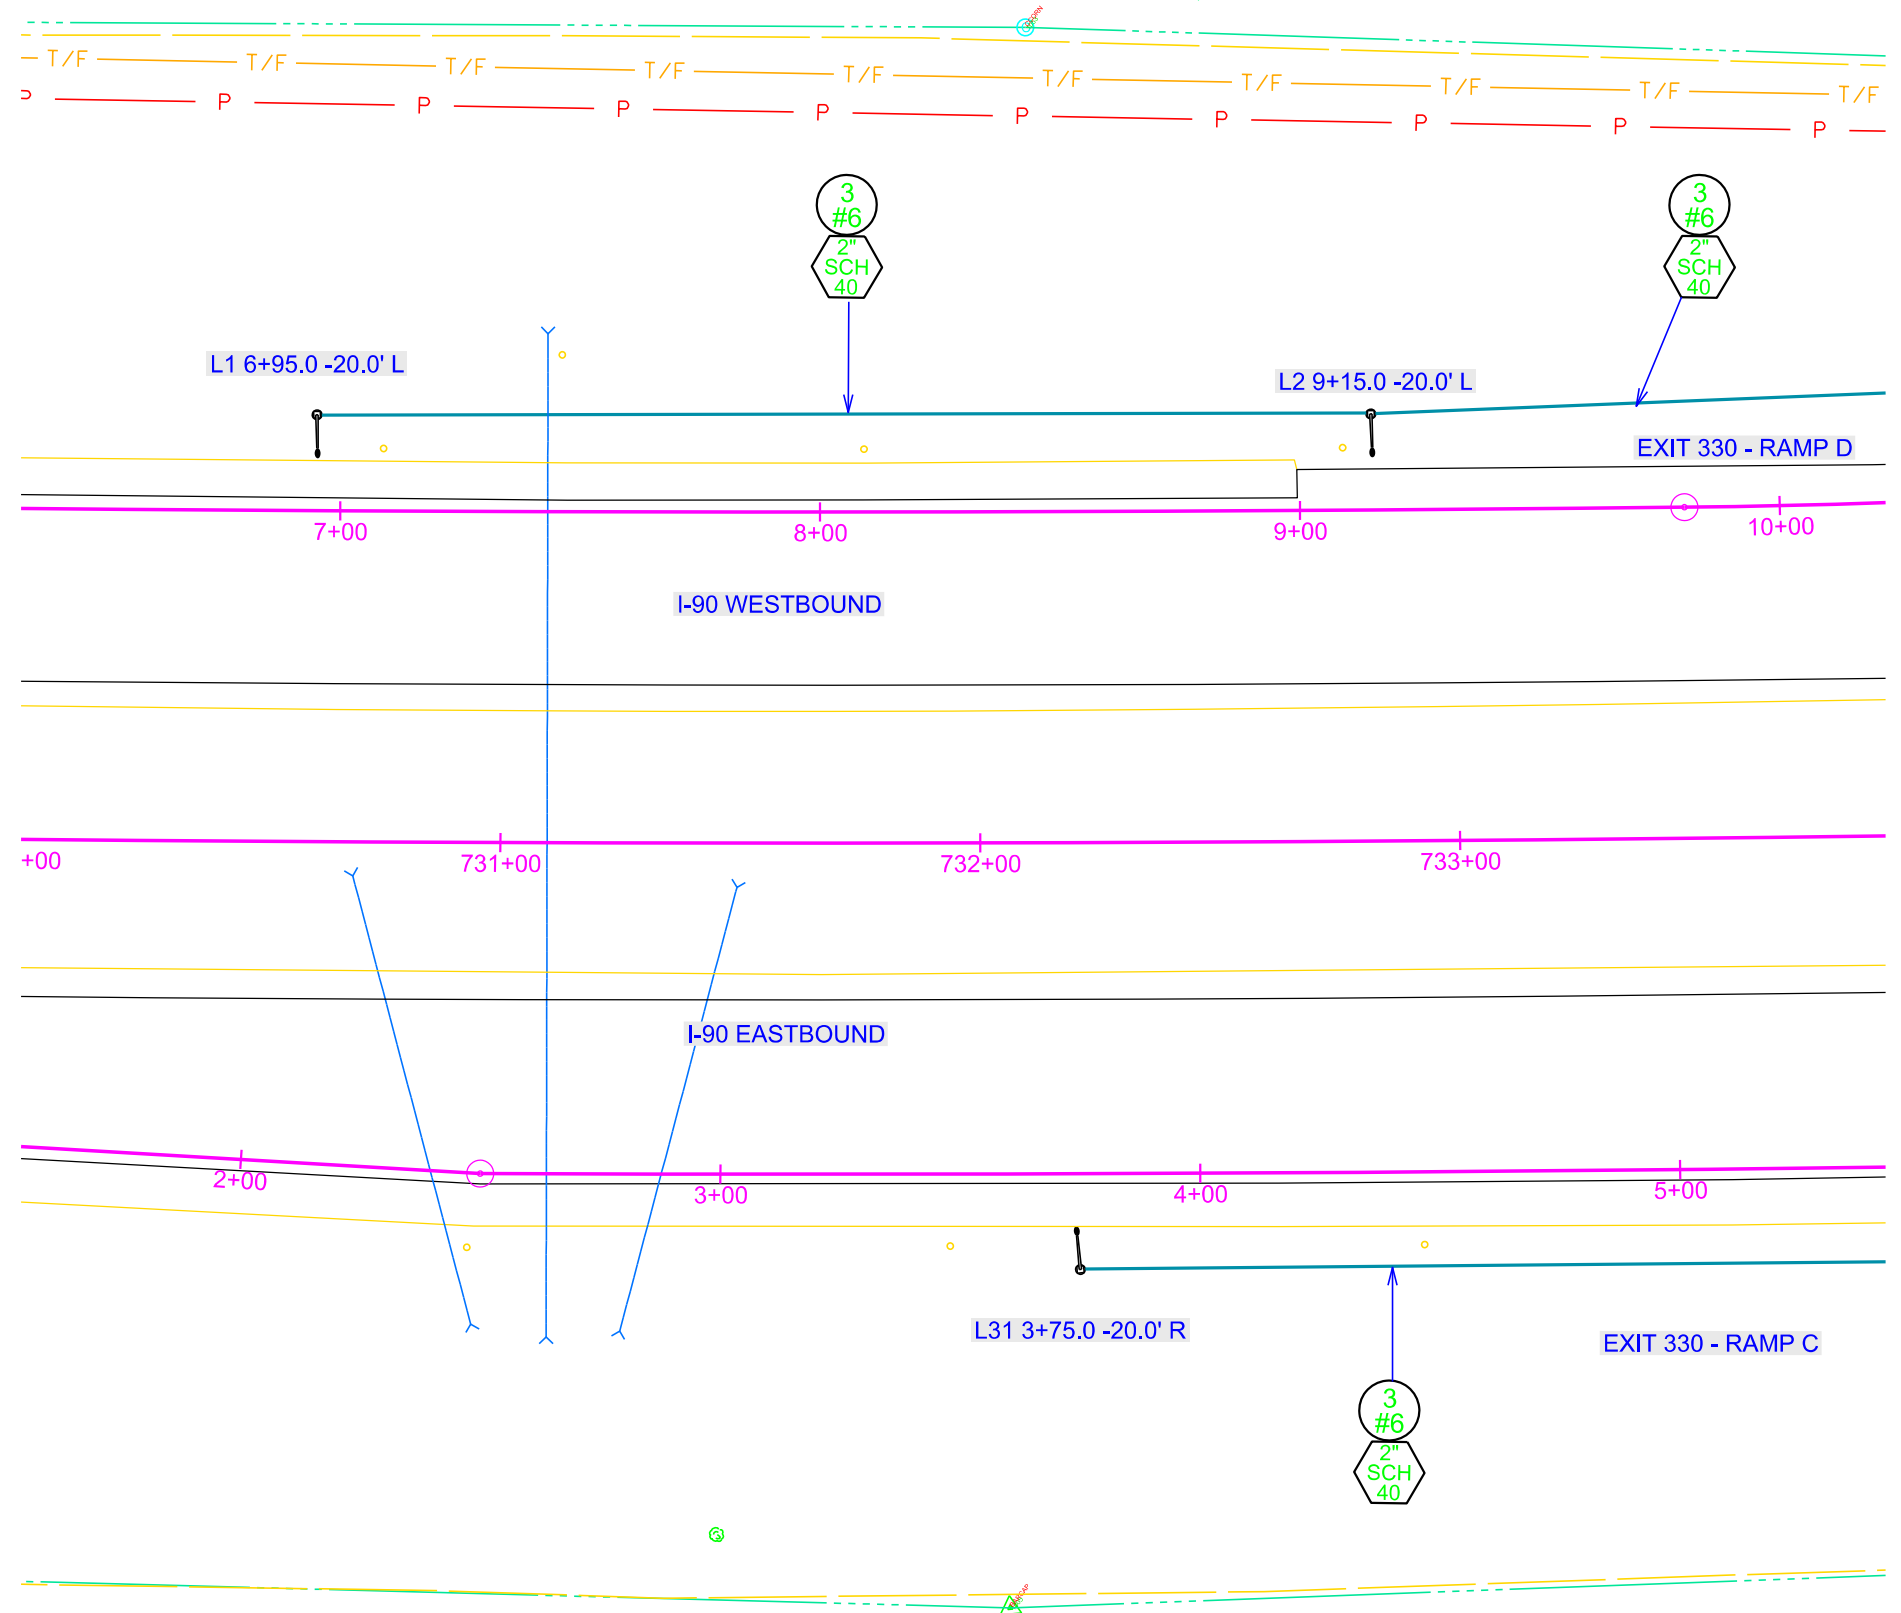 T/F T/F T/F T/F T/F T/F T/F T/F T/F T/F
P P P P P P P P P P
3
#6
2"
SCH
40
3
#6
2"
SCH
40
L1 6+95.0 -20.0' L
L2 9+15.0 -20.0' L
EXIT 330 - RAMP D
7+00
8+00
9+00
10+00
I-90 WESTBOUND
+00
731+00
732+00
733+00
I-90 EASTBOUND
2+00
3+00
4+00
5+00
L31 3+75.0 -20.0' R
EXIT 330 - RAMP C
3
#6
2"
SCH
40